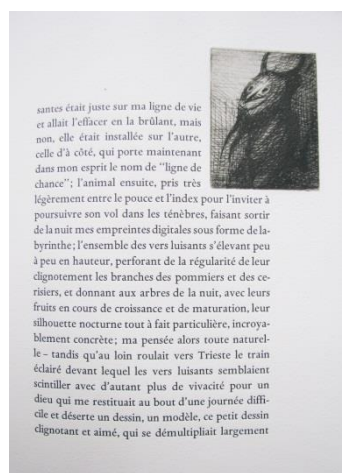 santes était juste sur ma ligne de vie
et allait l'effacer en la brûlant, mais
non, elle était installée sur l'autre,
celle d'à côté, qui porte maintenant
dans mon esprit le nom de "ligne de
chance"; l'animal ensuite, pris très
légèrement entre le pouce et l'index pour l'inviter à
poursuivre son vol dans les ténèbres, faisant sortir
de la nuit mes empreintes digitales sous forme de la-
byrinthe; l'ensemble des vers luisants s'élevant peu
à peu en hauteur, perforant de la régularité de leur
clignotement les branches des pommiers et des ce-
risiers, et donnant aux arbres de la nuit, avec leurs
fruits en cours de croissance et de maturation, leur
silhouette nocturne tout à fait particulière, incroya-
blement concrète; ma pensée alors toute naturel-
le – tandis qu'au loin roulait vers Trieste le train
éclairé devant lequel les vers luisants semblaient
scintiller avec d'autant plus de vivacité pour un
dieu qui me restituait au bout d'une journée diffi-
cile et déserte un dessin, un modèle, ce petit dessin
clignotant et aimé, qui se démultipliait largement